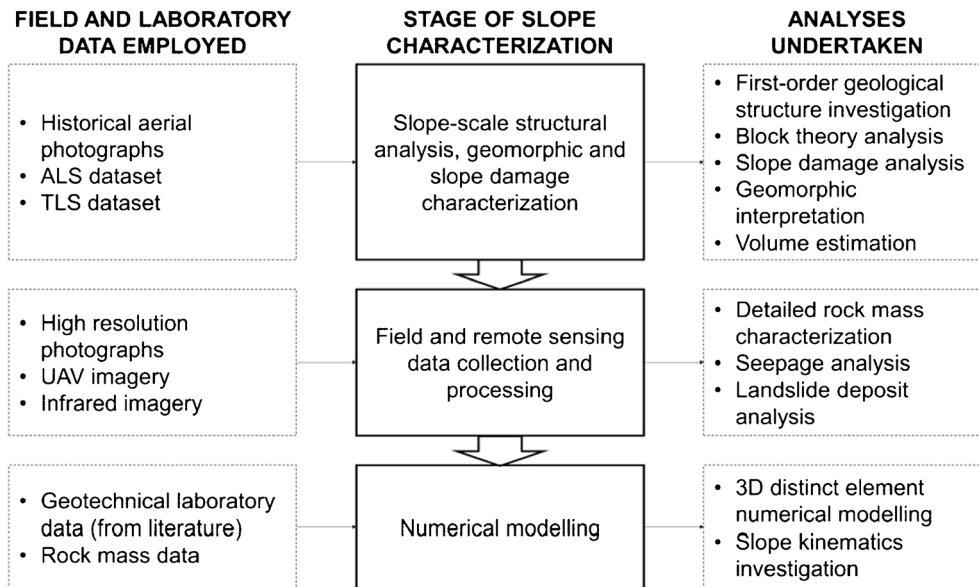 FIELD AND LABORATORY
DATA EMPLOYED
STAGE OF SLOPE
CHARACTERIZATION
ANALYSES
UNDERTAKEN
• Historical aerial
photographs
• ALS dataset
• TLS dataset
Slope-scale structural
analysis, geomorphic and
slope damage
characterization
• First-order geological
structure investigation
• Block theory analysis
• Slope damage analysis
• Geomorphic
interpretation
• Volume estimation
• High resolution
photographs
• UAV imagery
• Infrared imagery
Field and remote sensing
data collection and
processing
• Detailed rock mass
characterization
• Seepage analysis
• Landslide deposit
analysis
• Geotechnical laboratory
data (from literature)
• Rock mass data
Numerical modelling
• 3D distinct element
numerical modelling
• Slope kinematics
investigation